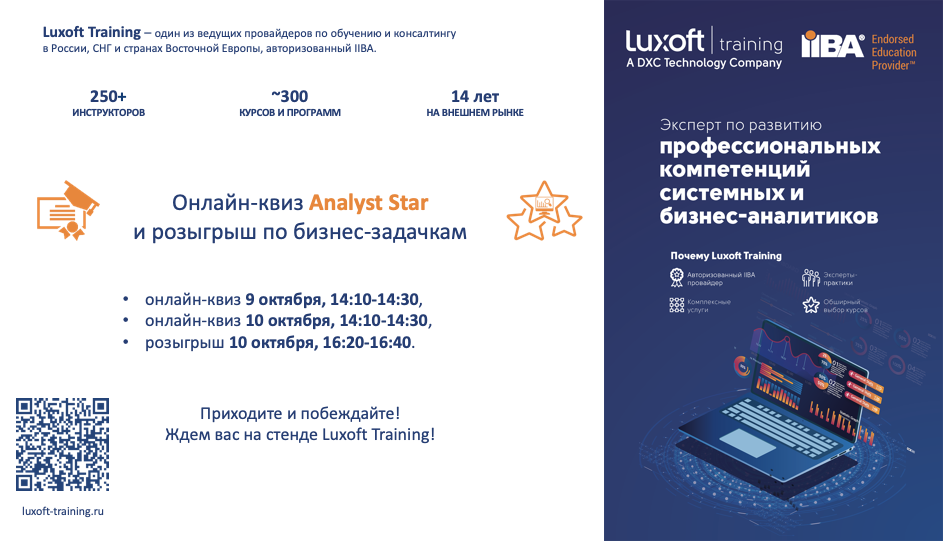 Luxoft Training – один из ведущих провайдеров по обучению и консалтингу
в России, СНГ и странах Восточной Европы, авторизованный IIBA.
250+
ИНСТРУКТОРОВ
~300
КУРСОВ И ПРОГРАММ
14 лет
НА ВНЕШНЕМ РЫНКЕ
Онлайн-квиз Analyst Star
и розыгрыш по бизнес-задачкам
• онлайн-квиз 9 октября, 14:10-14:30,
• онлайн-квиз 10 октября, 14:10-14:30,
• розыгрыш 10 октября, 16:20-16:40.
Приходите и побеждайте!
Ждем вас на стенде Luxoft Training!
luxoft-training.ru
luxoft | training
A DXC Technology Company
IIBA®
Endorsed
Education
Provider™
Эксперт по развитию
профессиональных
компетенций
системных и
бизнес-аналитиков
Почему Luxoft Training
Авторизованный IIBA
провайдер
Эксперты-
практики
Комплексные
услуги
Обширный
выбор курсов